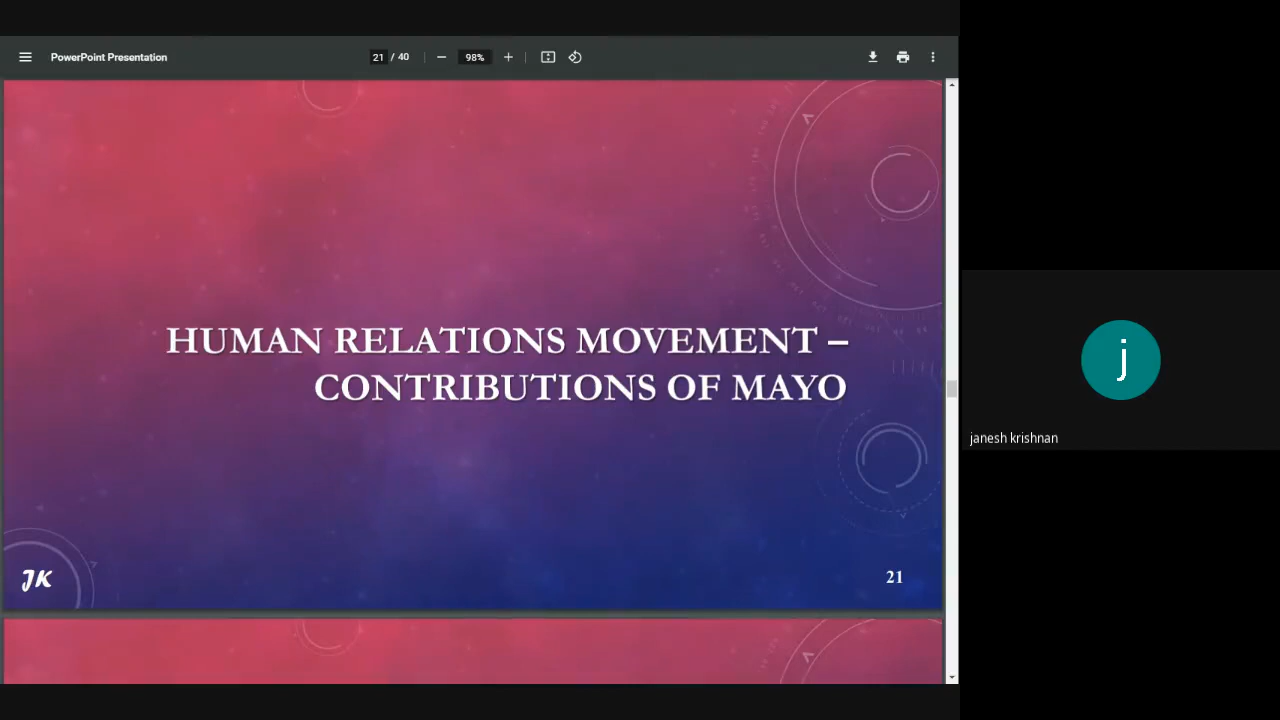 PowerPoint Presentation
21 / 40
98%
HUMAN RELATIONS MOVEMENT –
CONTRIBUTIONS OF MAYO
JK
21
j
janesh krishnan